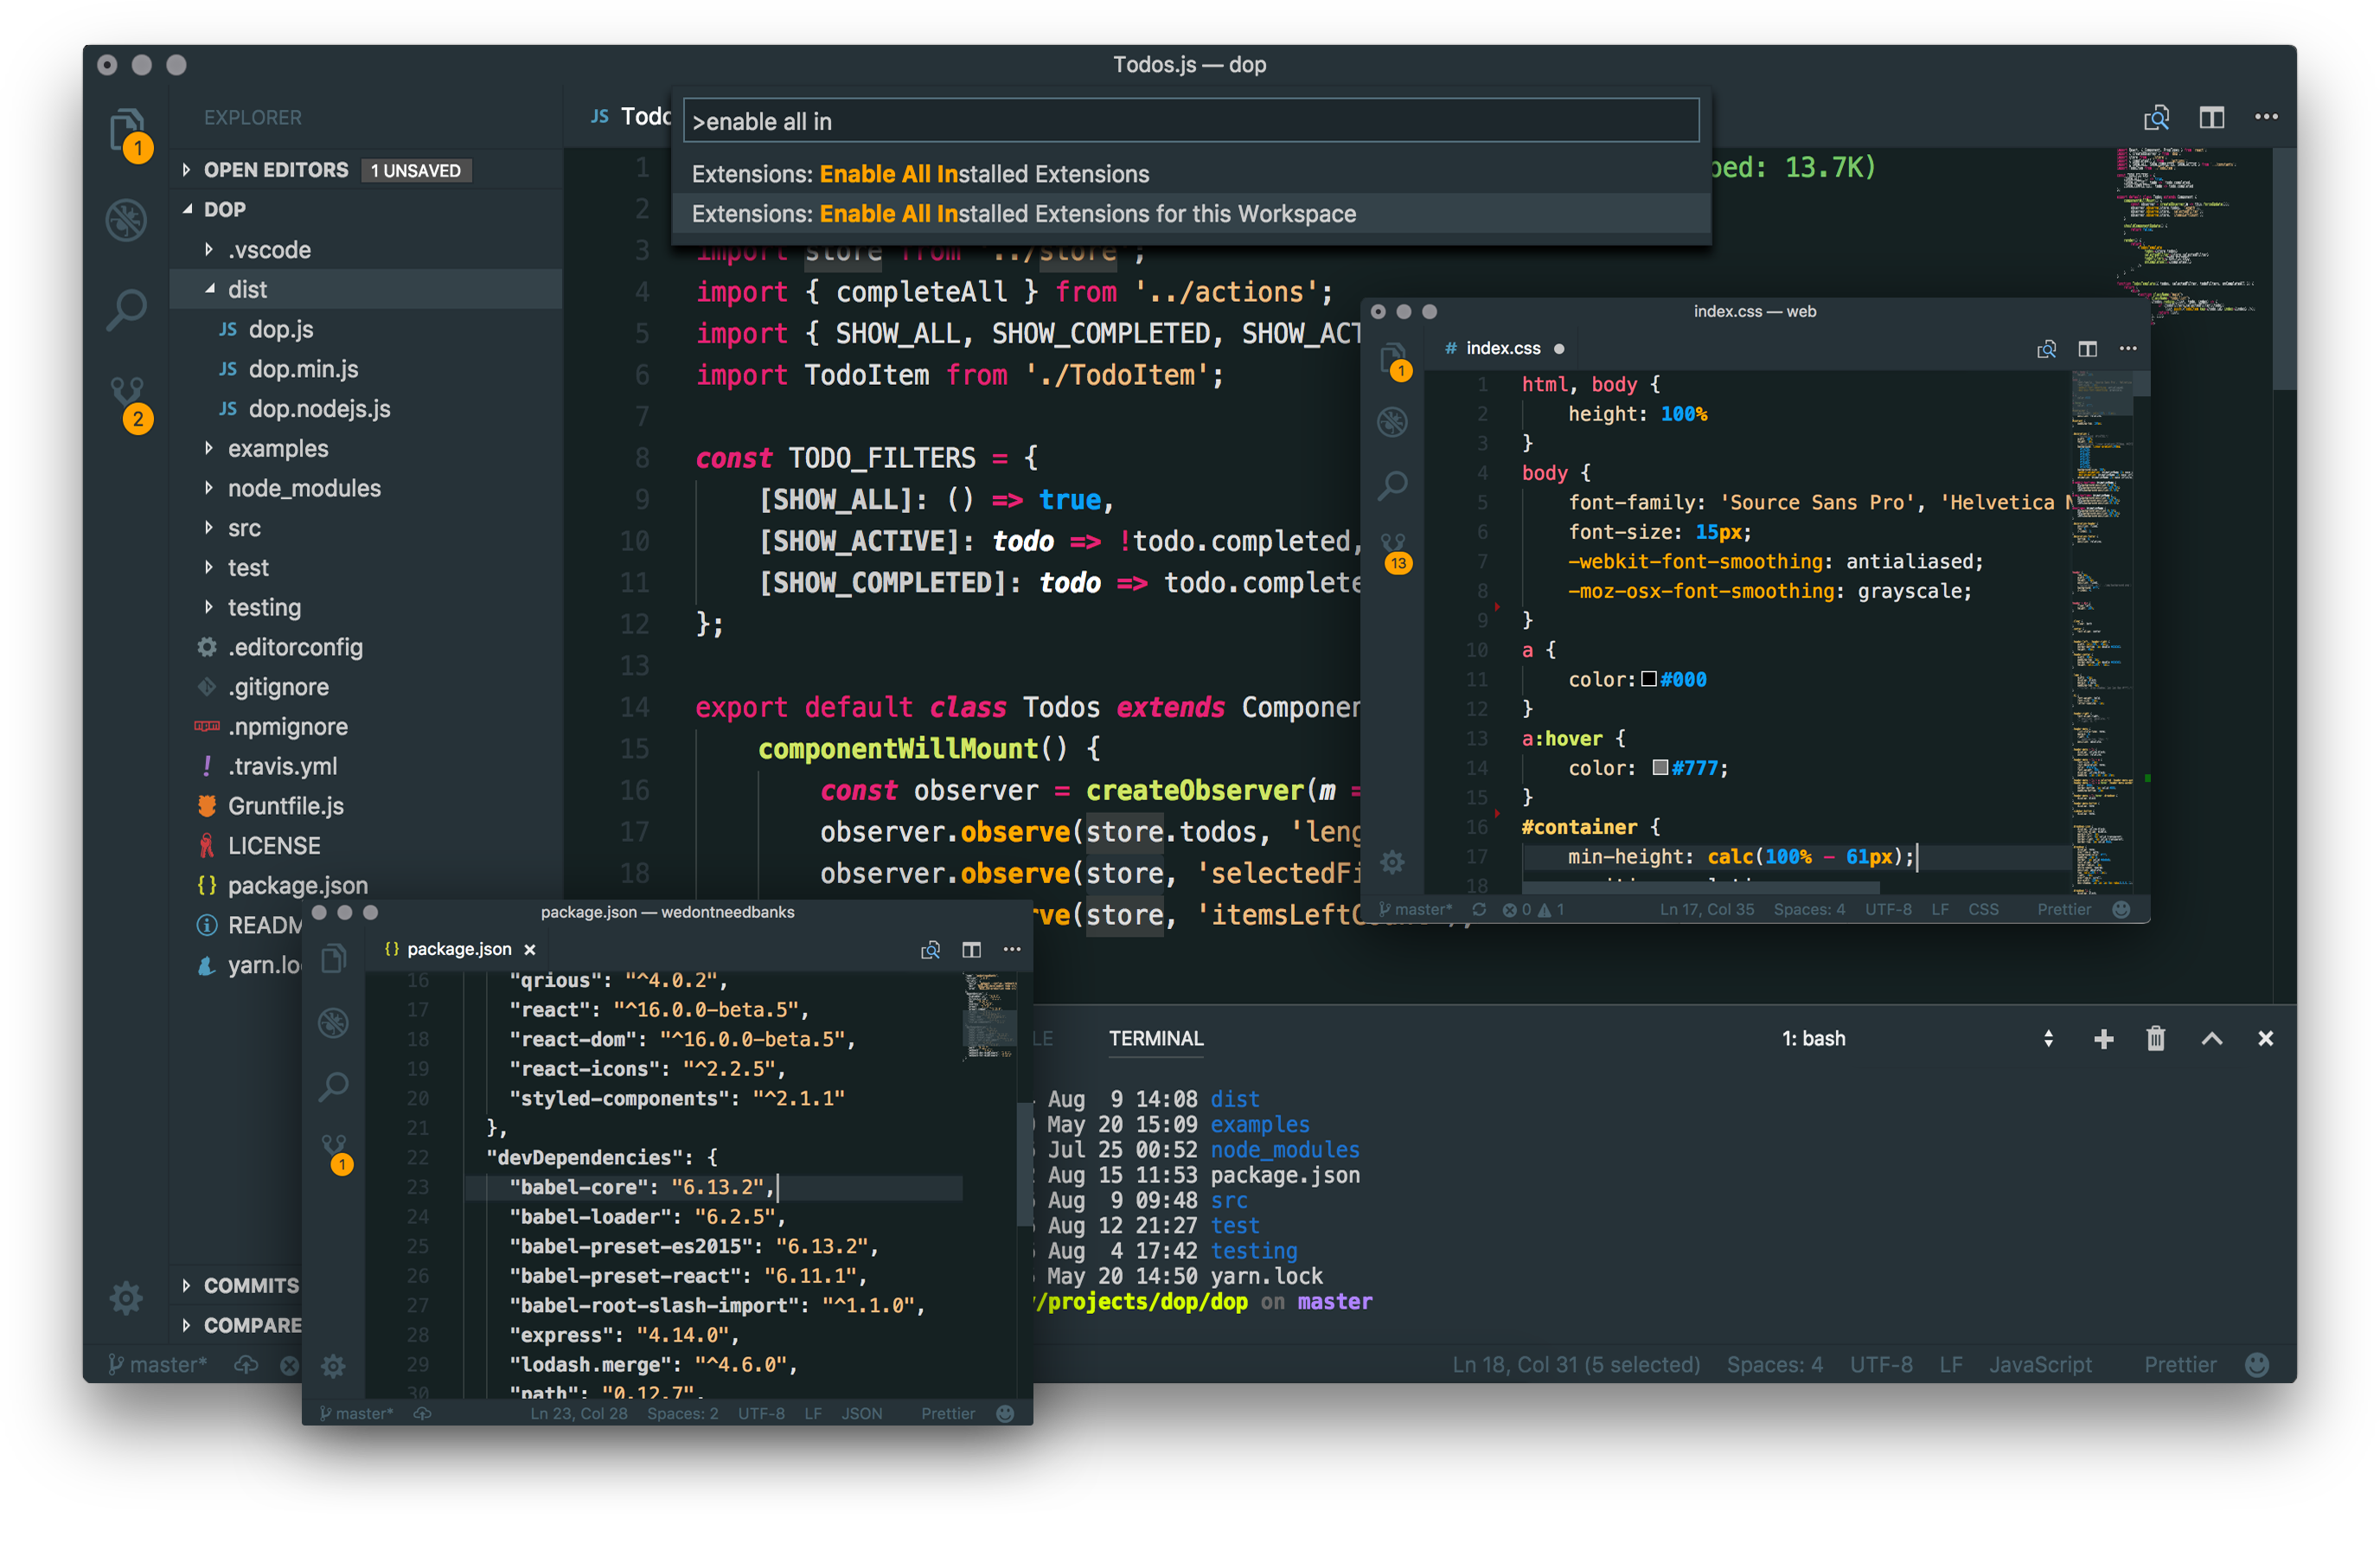 Todos.js — dop
EXPLORER
OPEN EDITORS 1 UNSAVED
DOP
.vscode
dist
JS dop.js
JS dop.min.js
JS dop.nodejs.js
examples
node_modules
src
test
testing
.editorconfig
.gitignore
npm .npmignore
! .travis.yml
Gruntfile.js
LICENSE
{} package.json
yarn.lo
COMMITS
COMPARE
1
2
JS
>enable all in
Extensions: Enable All Installed Extensions
Extensions: Enable All Installed Extensions for this Workspace
1 ped: 13.7K)
2
3 import store from '../store';
4 import { completeAll } from '../actions';
5 import { SHOW_ALL, SHOW_COMPLETED, SHOW_ACT
6 import TodoItem from './TodoItem';
7
8 const TODO_FILTERS = {
9 [SHOW_ALL]: () => true,
10 [SHOW_ACTIVE]: todo => !todo.completed,
11 [SHOW_COMPLETED]: todo => todo.complete
12 };
13
14 export default class Todos extends Componen
15 componentWillMount() {
16 const observer = createObserver(m =
17 observer.observe(store.todos, 'leng
18 observer.observe(store, 'selectedFi
rve(store, 'itemsLeftC
index.css — web
# index.css
1
13
1 html, body {
2 height: 100%
3 }
4 body {
5 font-family: 'Source Sans Pro', 'Helvetica N
6 font-size: 15px;
7 -webkit-font-smoothing: antialiased;
8 -moz-osx-font-smoothing: grayscale;
9 }
10 a {
11 color: #000
12 }
13 a:hover {
14 color: #777;
15 }
16 #container {
17 min-height: calc(100% - 61px);
18
master* 0 1 Ln 17, Col 35 Spaces: 4 UTF-8 LF CSS Prettier
package.json — wedontneedbanks
{} package.json ×
1
16 "qrious": "^4.0.2",
17 "react": "^16.0.0-beta.5",
18 "react-dom": "^16.0.0-beta.5",
19 "react-icons": "^2.2.5",
20 "styled-components": "^2.1.1"
21 },
22 "devDependencies": {
23 "babel-core": "6.13.2",
24 "babel-loader": "6.2.5",
25 "babel-preset-es2015": "6.13.2",
26 "babel-preset-react": "6.11.1",
27 "babel-root-slash-import": "^1.1.0",
28 "express": "4.14.0",
29 "lodash.merge": "^4.6.0",
30 "path": "0.12.7",
master* Ln 23, Col 28 Spaces: 2 UTF-8 LF JSON Prettier
LE TERMINAL 1: bash
Aug 9 14:08 dist
May 20 15:09 examples
Jul 25 00:52 node_modules
Aug 15 11:53 package.json
Aug 9 09:48 src
Aug 12 21:27 test
Aug 4 17:42 testing
May 20 14:50 yarn.lock
/projects/dop/dop on master
master* Ln 18, Col 31 (5 selected) Spaces: 4 UTF-8 LF JavaScript Prettier